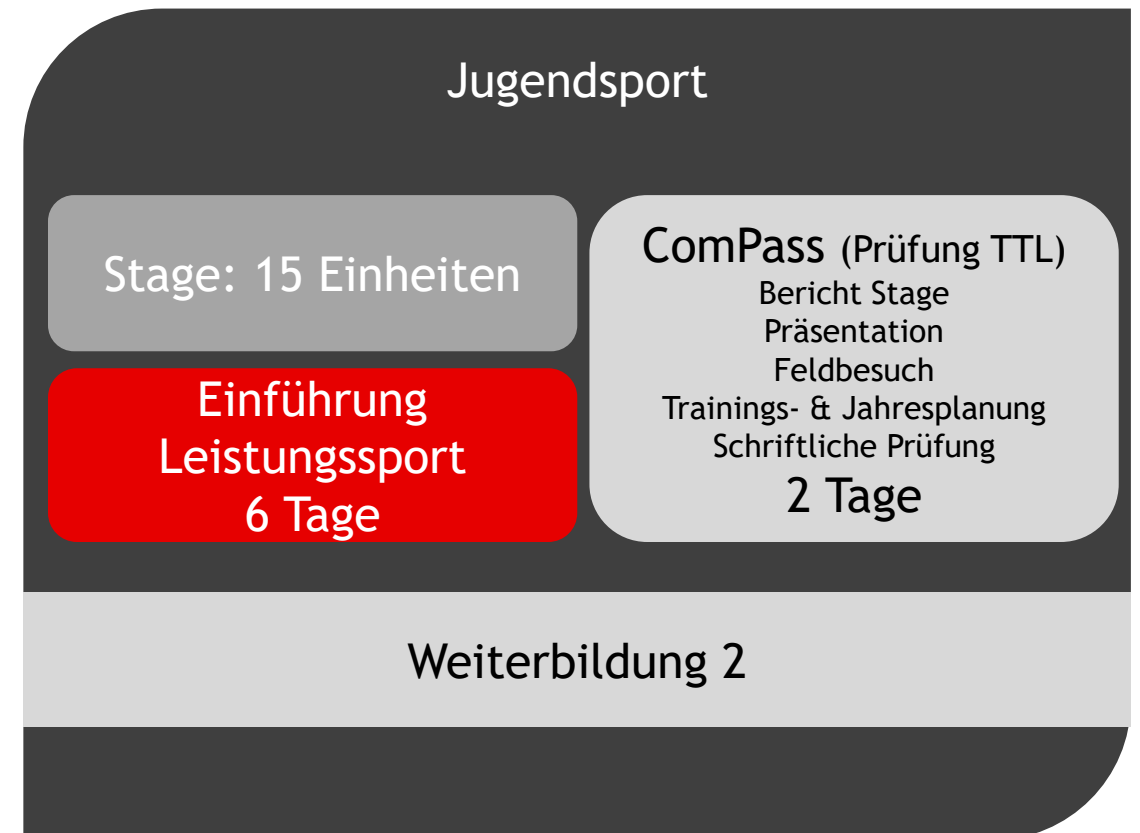 Jugendsport
Stage: 15 Einheiten
Einführung
Leistungssport
6 Tage
ComPass (Prüfung TTL)
Bericht Stage
Präsentation
Feldbesuch
Trainings- & Jahresplanung
Schriftliche Prüfung
2 Tage
Weiterbildung 2